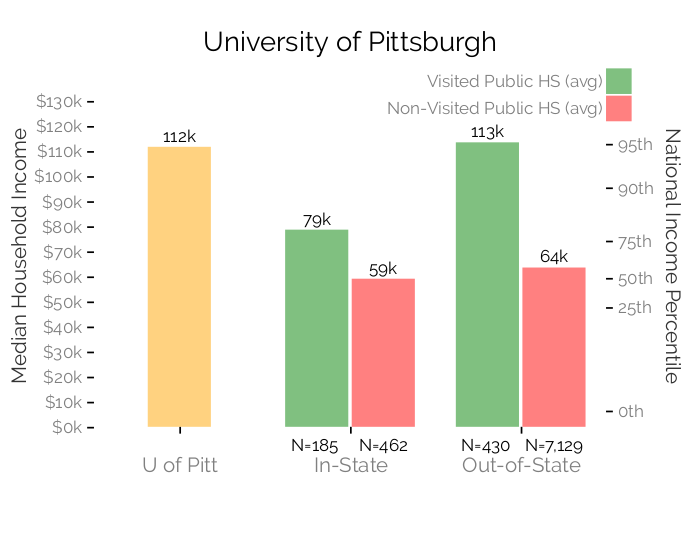 University of Pittsburgh
Visited Public HS (avg)
Non-Visited Public HS (avg)
Median Household Income
$130k
$120k
$110k
$100k
$90k
$80k
$70k
$60k
$50k
$40k
$30k
$20k
$10k
$0k
112k
79k
59k
113k
64k
95th
90th
75th
50th
25th
0th
National Income Percentile
N=185 N=462 N=430 N=7,129
U of Pitt In-State Out-of-State